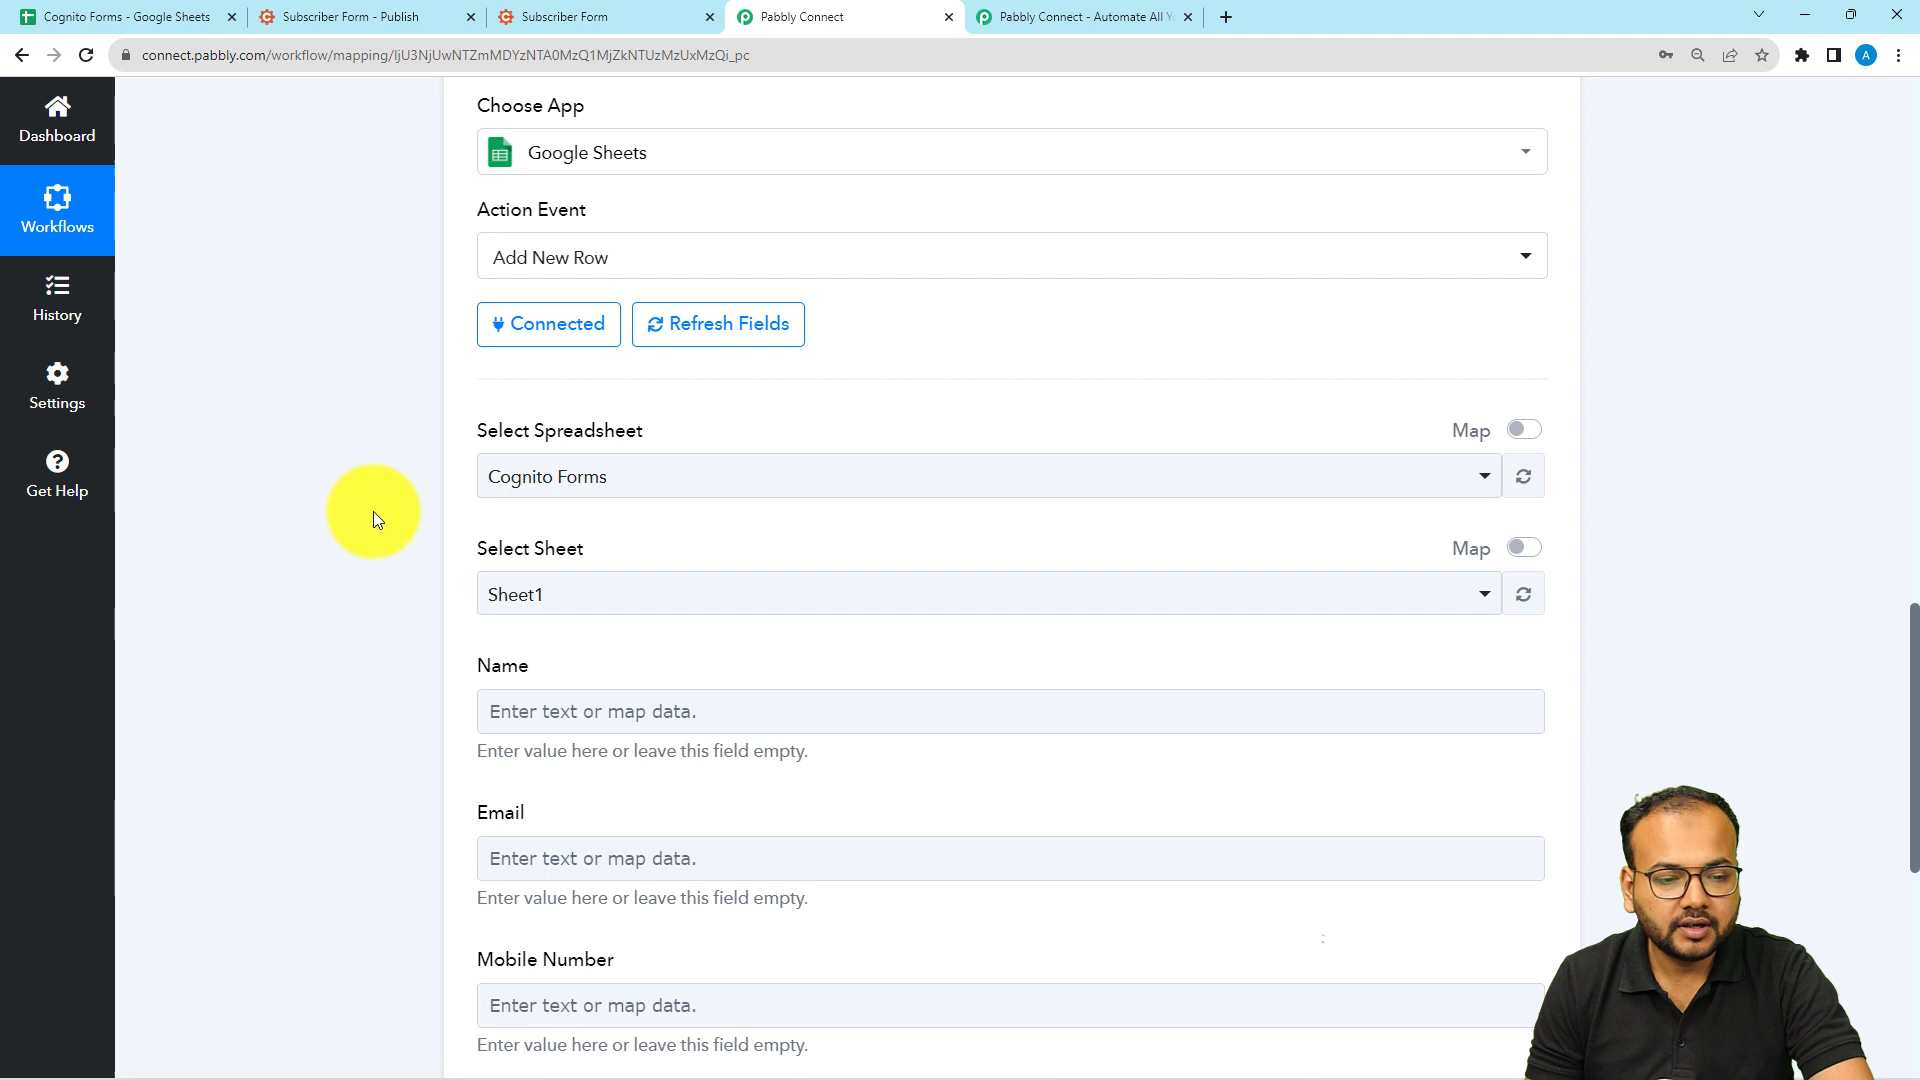 Cognito Forms - Google Sheets
Subscriber Form - Publish
Subscriber Form
Pabbly Connect
Pabbly Connect - Automate All Y
connect.pabbly.com/workflow/mapping/IjU3NjUwNTZmMDYzNTA0MzQ1MjZkNTUzMzUxMzQi_pc
A
Dashboard
Workflows
History
Settings
Get Help
Choose App
Google Sheets
Action Event
Add New Row
Connected
Refresh Fields
Select Spreadsheet
Map
Cognito Forms
Select Sheet
Map
Sheet1
Name
Enter text or map data.
Enter value here or leave this field empty.
Email
Enter text or map data.
Enter value here or leave this field empty.
Mobile Number
Enter text or map data.
Enter value here or leave this field empty.